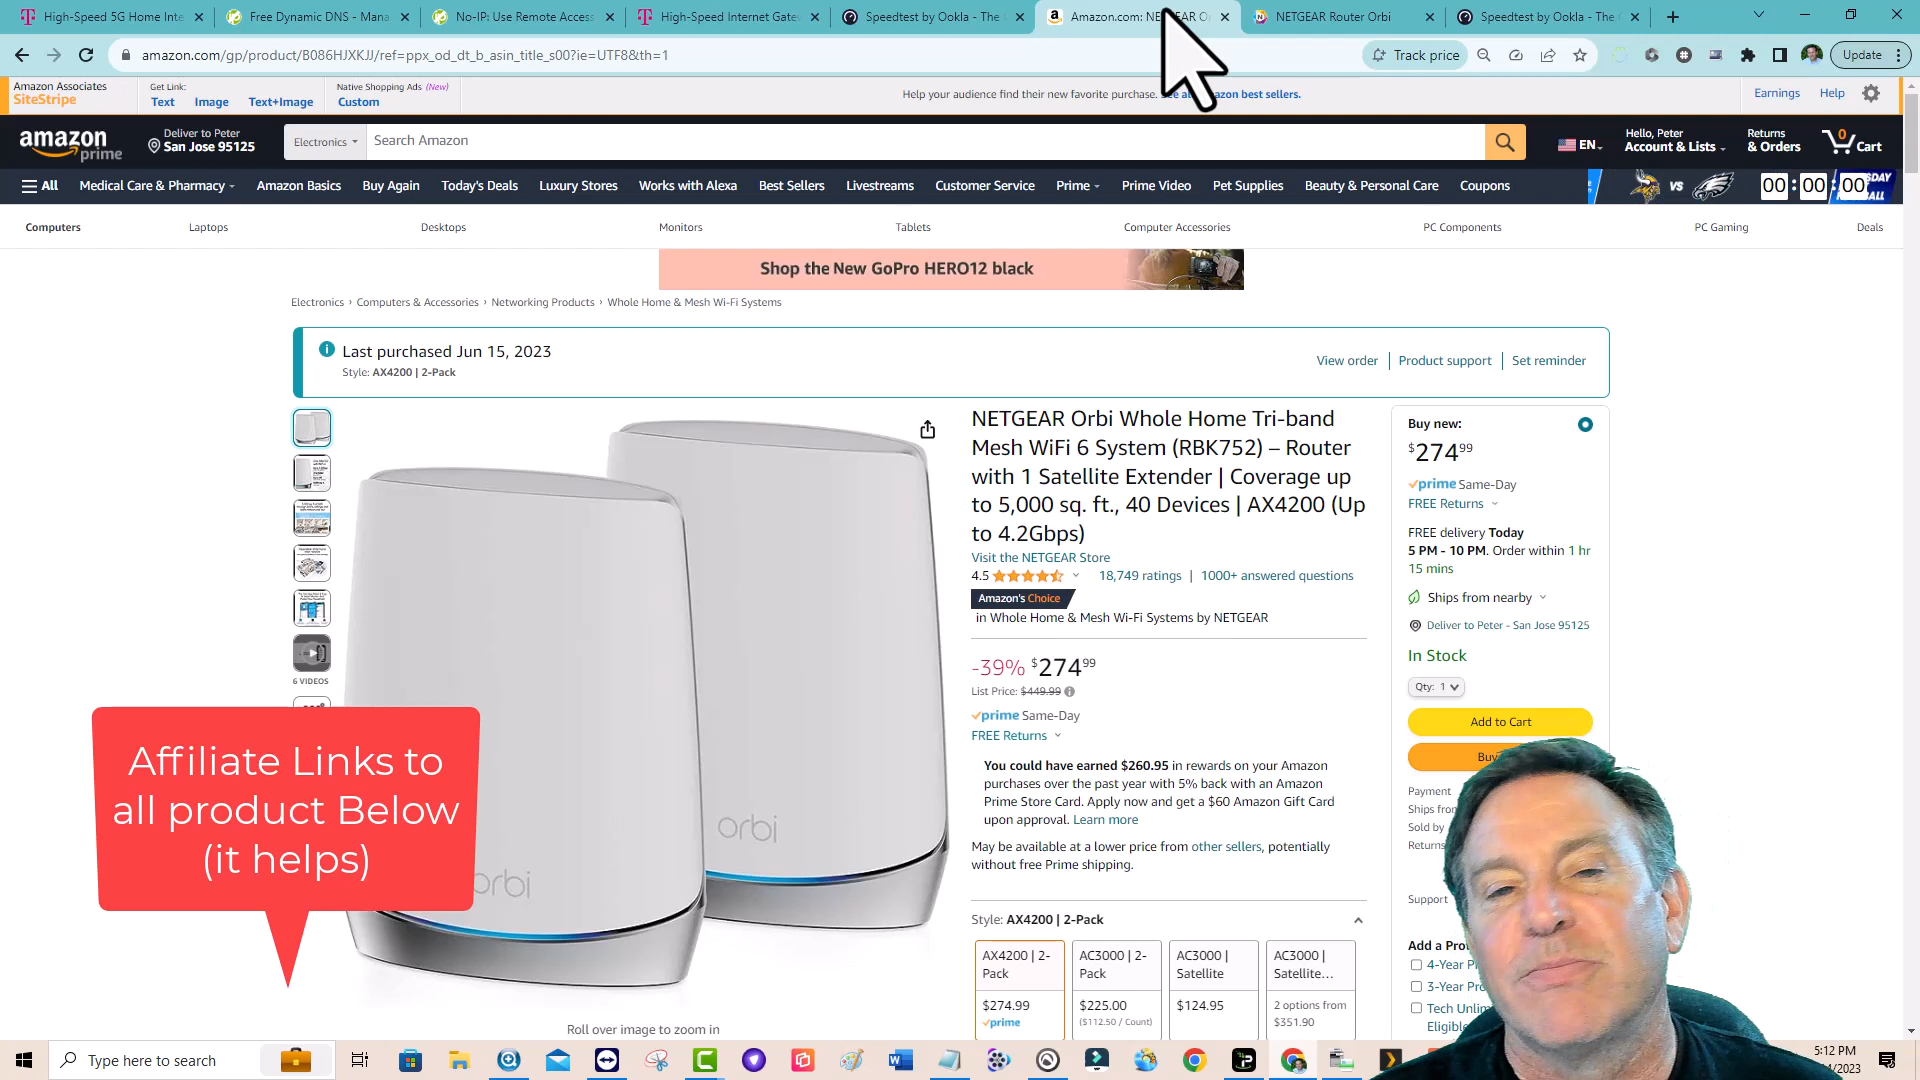 High-Speed 5G Home Inte
Free Dynamic DNS - Mana
No-IP: Use Remote Access
High-Speed Internet Gatew
Speedtest by Ookla - The
Amazon.com: NETGEAR O
NETGEAR Router Orbi
Speedtest by Ookla - The
amazon.com/gp/product/B086HJXKJJ/ref=ppx_od_dt_b_asin_title_s00?ie=UTF8&th=1
Track price
Update
Amazon Associates
SiteStripe
Get Link:
Text Image Text+Image
Native Shopping Ads (New)
Custom
Help your audience find their new favorite purchase. See all Amazon best sellers.
Earnings Help
amazon
prime
Deliver to Peter
San Jose 95125
Electronics
Search Amazon
EN
Hello, Peter
Account & Lists
Returns
& Orders
0
Cart
All Medical Care & Pharmacy Amazon Basics Buy Again Today's Deals Luxury Stores Works with Alexa Best Sellers Livestreams Customer Service Prime Prime Video Pet Supplies Beauty & Personal Care Coupons
VS
00 : 00 : 00
Computers Laptops Desktops Monitors Tablets Computer Accessories PC Components PC Gaming Deals
Shop the New GoPro HERO12 black
Electronics › Computers & Accessories › Networking Products › Whole Home & Mesh Wi-Fi Systems
Last purchased Jun 15, 2023
Style: AX4200 | 2-Pack
View order Product support Set reminder
6 VIDEOS
orbi
orbi
Roll over image to zoom in
Affiliate Links to
all product Below
(it helps)
NETGEAR Orbi Whole Home Tri-band
Mesh WiFi 6 System (RBK752) – Router
with 1 Satellite Extender | Coverage up
to 5,000 sq. ft., 40 Devices | AX4200 (Up
to 4.2Gbps)
Visit the NETGEAR Store
4.5 18,749 ratings | 1000+ answered questions
Amazon's Choice
in Whole Home & Mesh Wi-Fi Systems by NETGEAR
-39% $274.99
List Price: $449.99
prime Same-Day
FREE Returns
You could have earned $260.95 in rewards on your Amazon
purchases over the past year with 5% back with an Amazon
Prime Store Card. Apply now and get a $60 Amazon Gift Card
upon approval. Learn more
May be available at a lower price from other sellers, potentially
without free Prime shipping.
Style: AX4200 | 2-Pack
AX4200 | 2-
Pack
$274.99
prime
AC3000 | 2-
Pack
$225.00
($112.50 / Count)
AC3000 |
Satellite
$124.95
AC3000 |
Satellite...
2 options from
$351.90
Buy new:
$274.99
prime Same-Day
FREE Returns
FREE delivery Today
5 PM - 10 PM. Order within 1 hr
15 mins
Ships from nearby
Deliver to Peter - San Jose 95125
In Stock
Qty: 1
Add to Cart
Buy
Payment
Ships from
Sold by
Returns
Support
Add a Pro
4-Year P
3-Year Pro
Tech Unlim
Eligible
Type here to search
5:12 PM